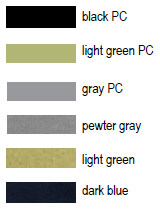 black PC
light green PC
gray PC
pewter gray
light green
dark blue